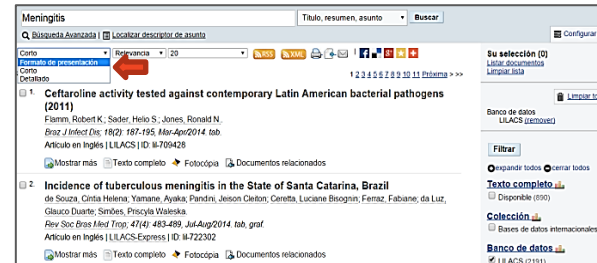 Meningitis
Título, resumen, asunto
Buscar
Búsqueda Avanzada | Localizar descriptor de asunto
Configurar
Corto
Relevancia
20
RSS
XML
Formato de presentación
Corto
Detallado
1 2 3 4 5 6 7 8 9 10 11 Próxima > >>
Su selección (0)
Listar documentos
Limpiar lista
1. Ceftaroline activity tested against contemporary Latin American bacterial pathogens
(2011)
Flamm, Robert K.; Sader, Helio S.; Jones, Ronald N.
Braz J Infect Dis; 18(2): 187-195, Mar-Apr/2014. tab.
Artículo en Inglés | LILACS | ID: lil-709428
Mostrar más Texto completo Fotocópia Documentos relacionados
2. Incidence of tuberculous meningitis in the State of Santa Catarina, Brazil
de Souza, Cíntia Helena; Yamane, Ayaka; Pandini, Jeison Cleiton; Ceretta, Luciane Bisognin; Ferraz, Fabiane; da Luz,
Glauco Duarte; Simões, Priscyla Waleska.
Rev Soc Bras Med Trop; 47(4): 483-489, Jul-Aug/2014. tab, graf.
Artículo en Inglés | LILACS-Express | ID: lil-722302
Mostrar más Texto completo Fotocópia Documentos relacionados
Limpiar to
Banco de datos
LILACS (remover)
Filtrar
expandir todos cerrar todos
Texto completo
Disponible (890)
Colección
Bases de datos internacionales
Banco de datos
LILACS (2191)